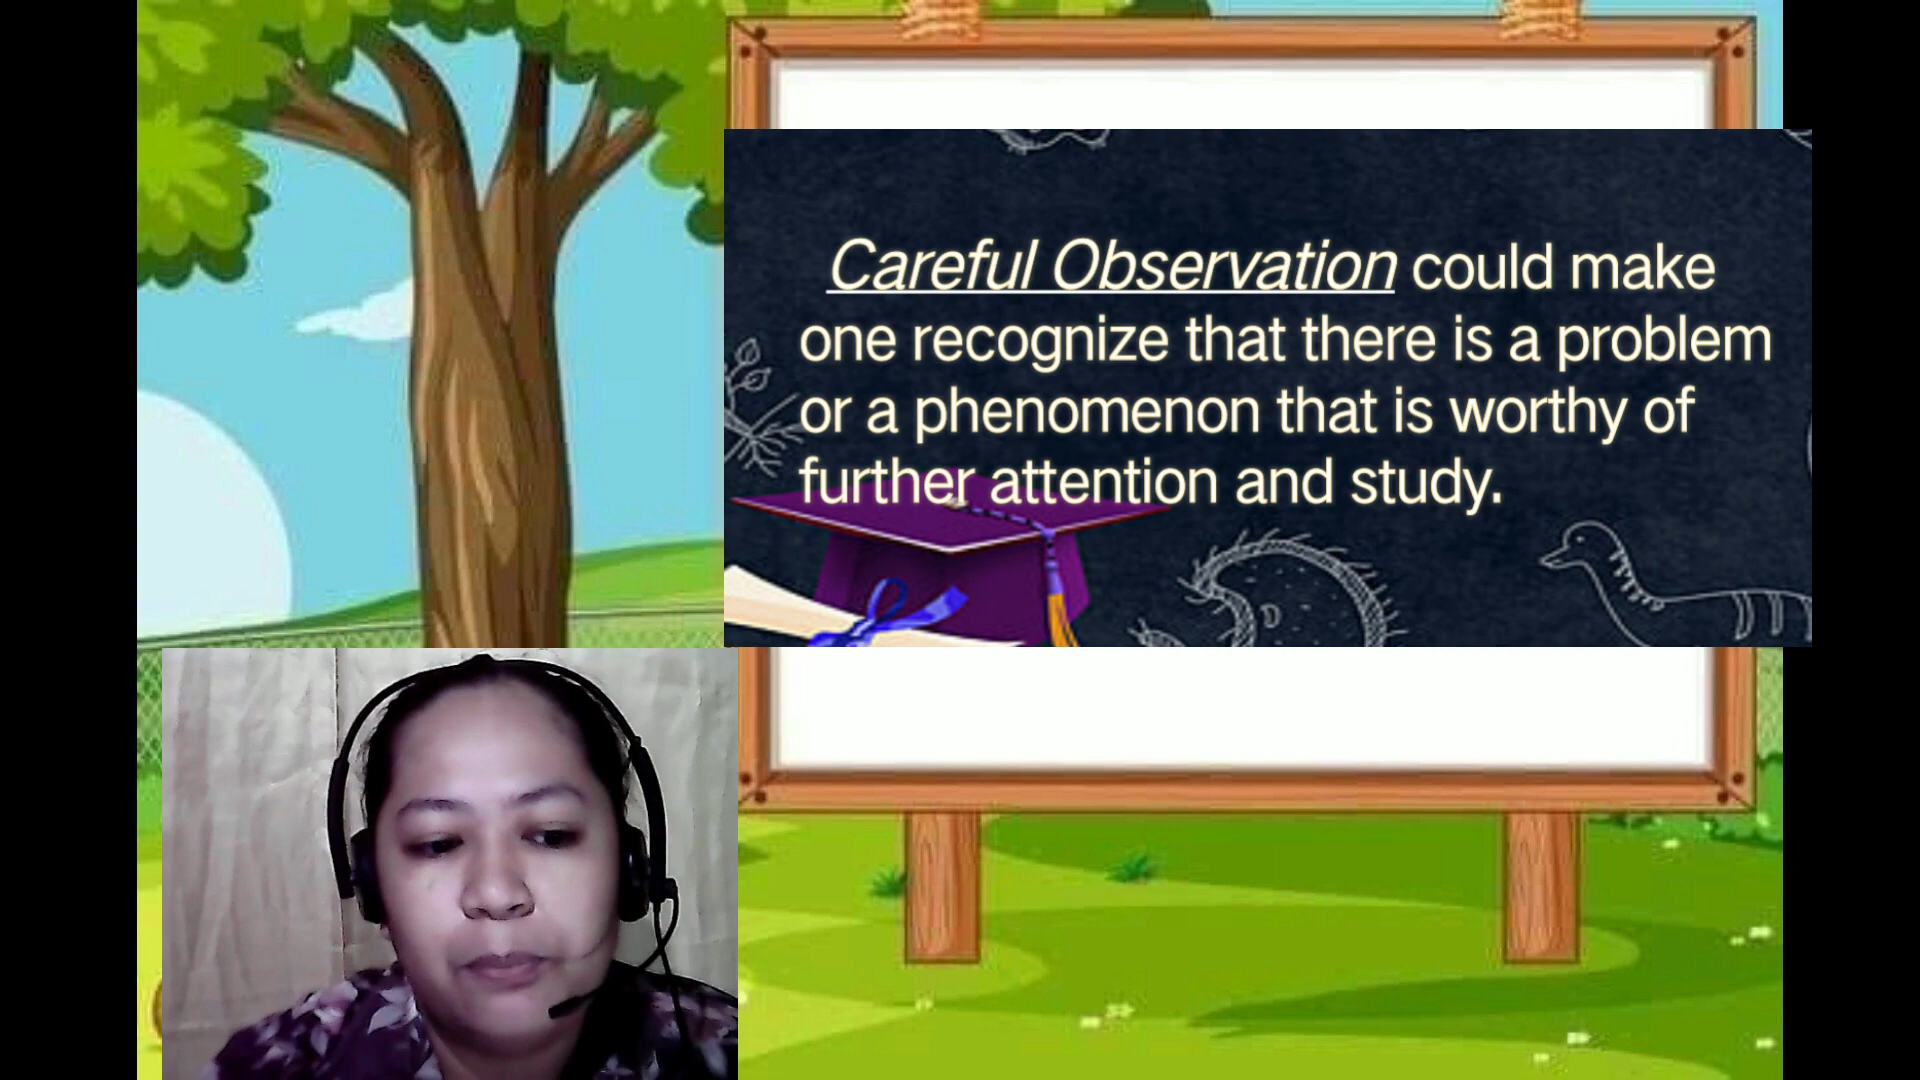 Careful Observation could make
one recognize that there is a problem
or a phenomenon that is worthy of
further attention and study.